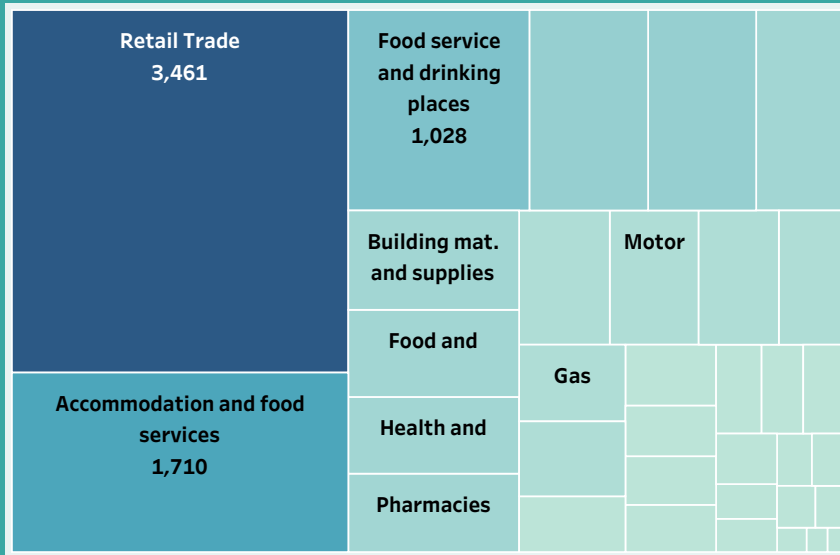 Retail Trade
3,461
Food service
and drinking
places
1,028
Building mat.
and supplies
Motor
Food and
Gas
Accommodation and food
services
1,710
Health and
Pharmacies